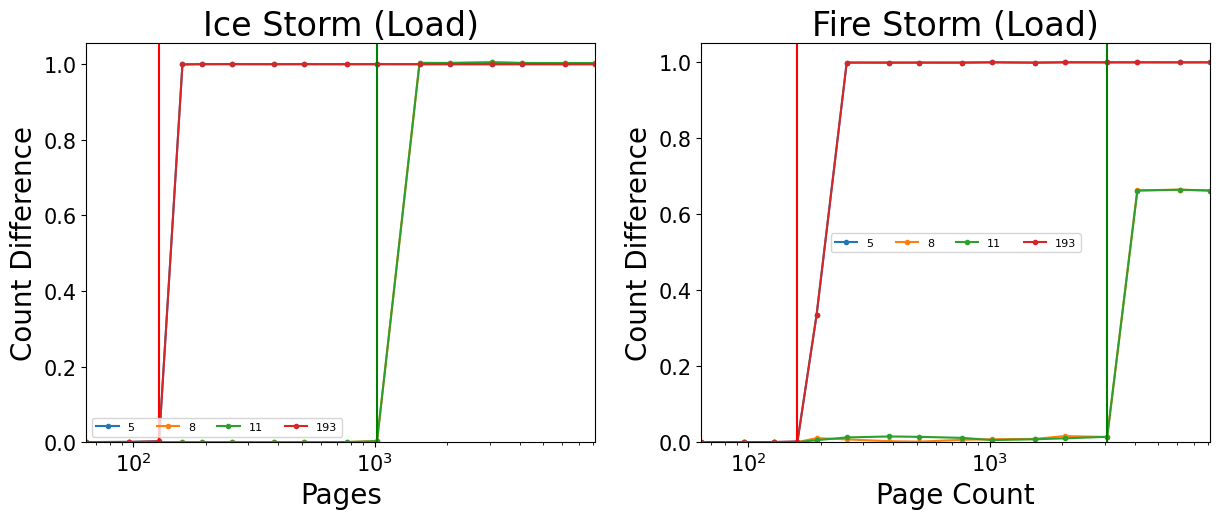 Ice Storm (Load)
Count Difference
1.0
0.8
0.6
0.4
0.2
0.0
5 8 11 193
10² 10³
Pages
Fire Storm (Load)
Count Difference
1.0
0.8
0.6
0.4
0.2
0.0
5 8 11 193
10² 10³
Page Count